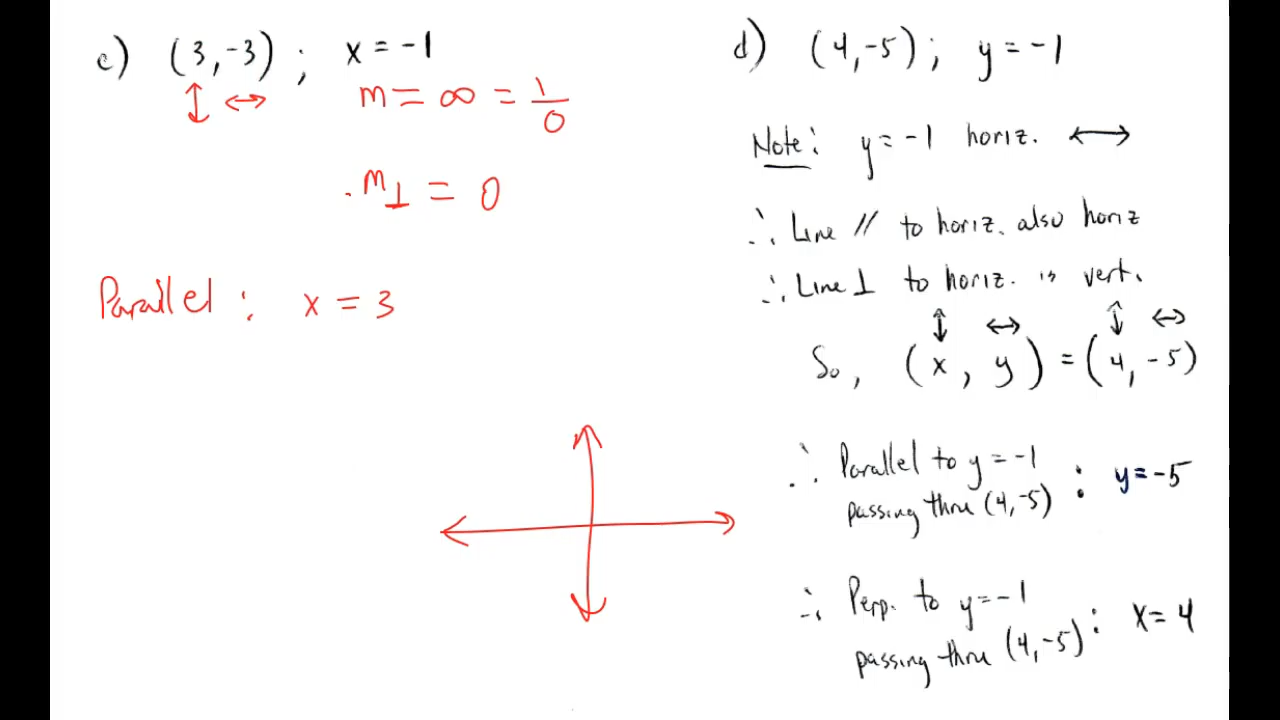 c) (3,-3) ; x = -1
↕ ↔ m = ∞ = 1/0
m⊥ = 0
Parallel : x = 3
d) (4,-5) ; y = -1
Note: y = -1 horiz. ↔
∴ Line // to horiz. also horiz
∴ Line ⊥ to horiz. is vert.
↕ ↔ ↕ ↔
So, (x, y) = (4, -5)
∴ Parallel to y = -1
passing thru (4,-5) : y = -5
∴ Perp. to y = -1
passing thru (4,-5) : x = 4